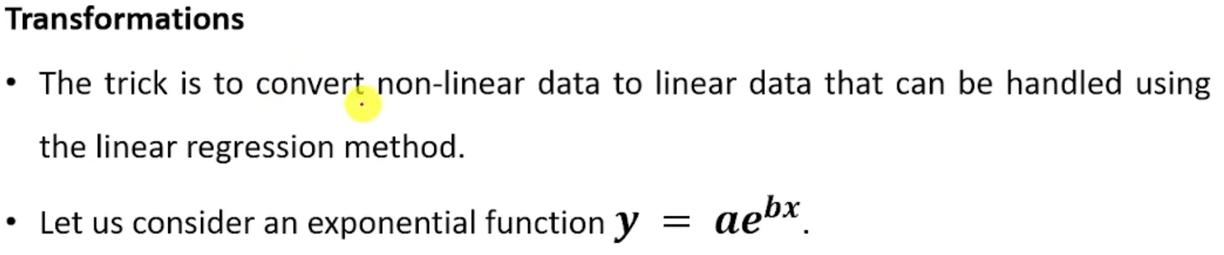 Transformations
• The trick is to convert non-linear data to linear data that can be handled using
the linear regression method.
• Let us consider an exponential function y = ae^{bx}.